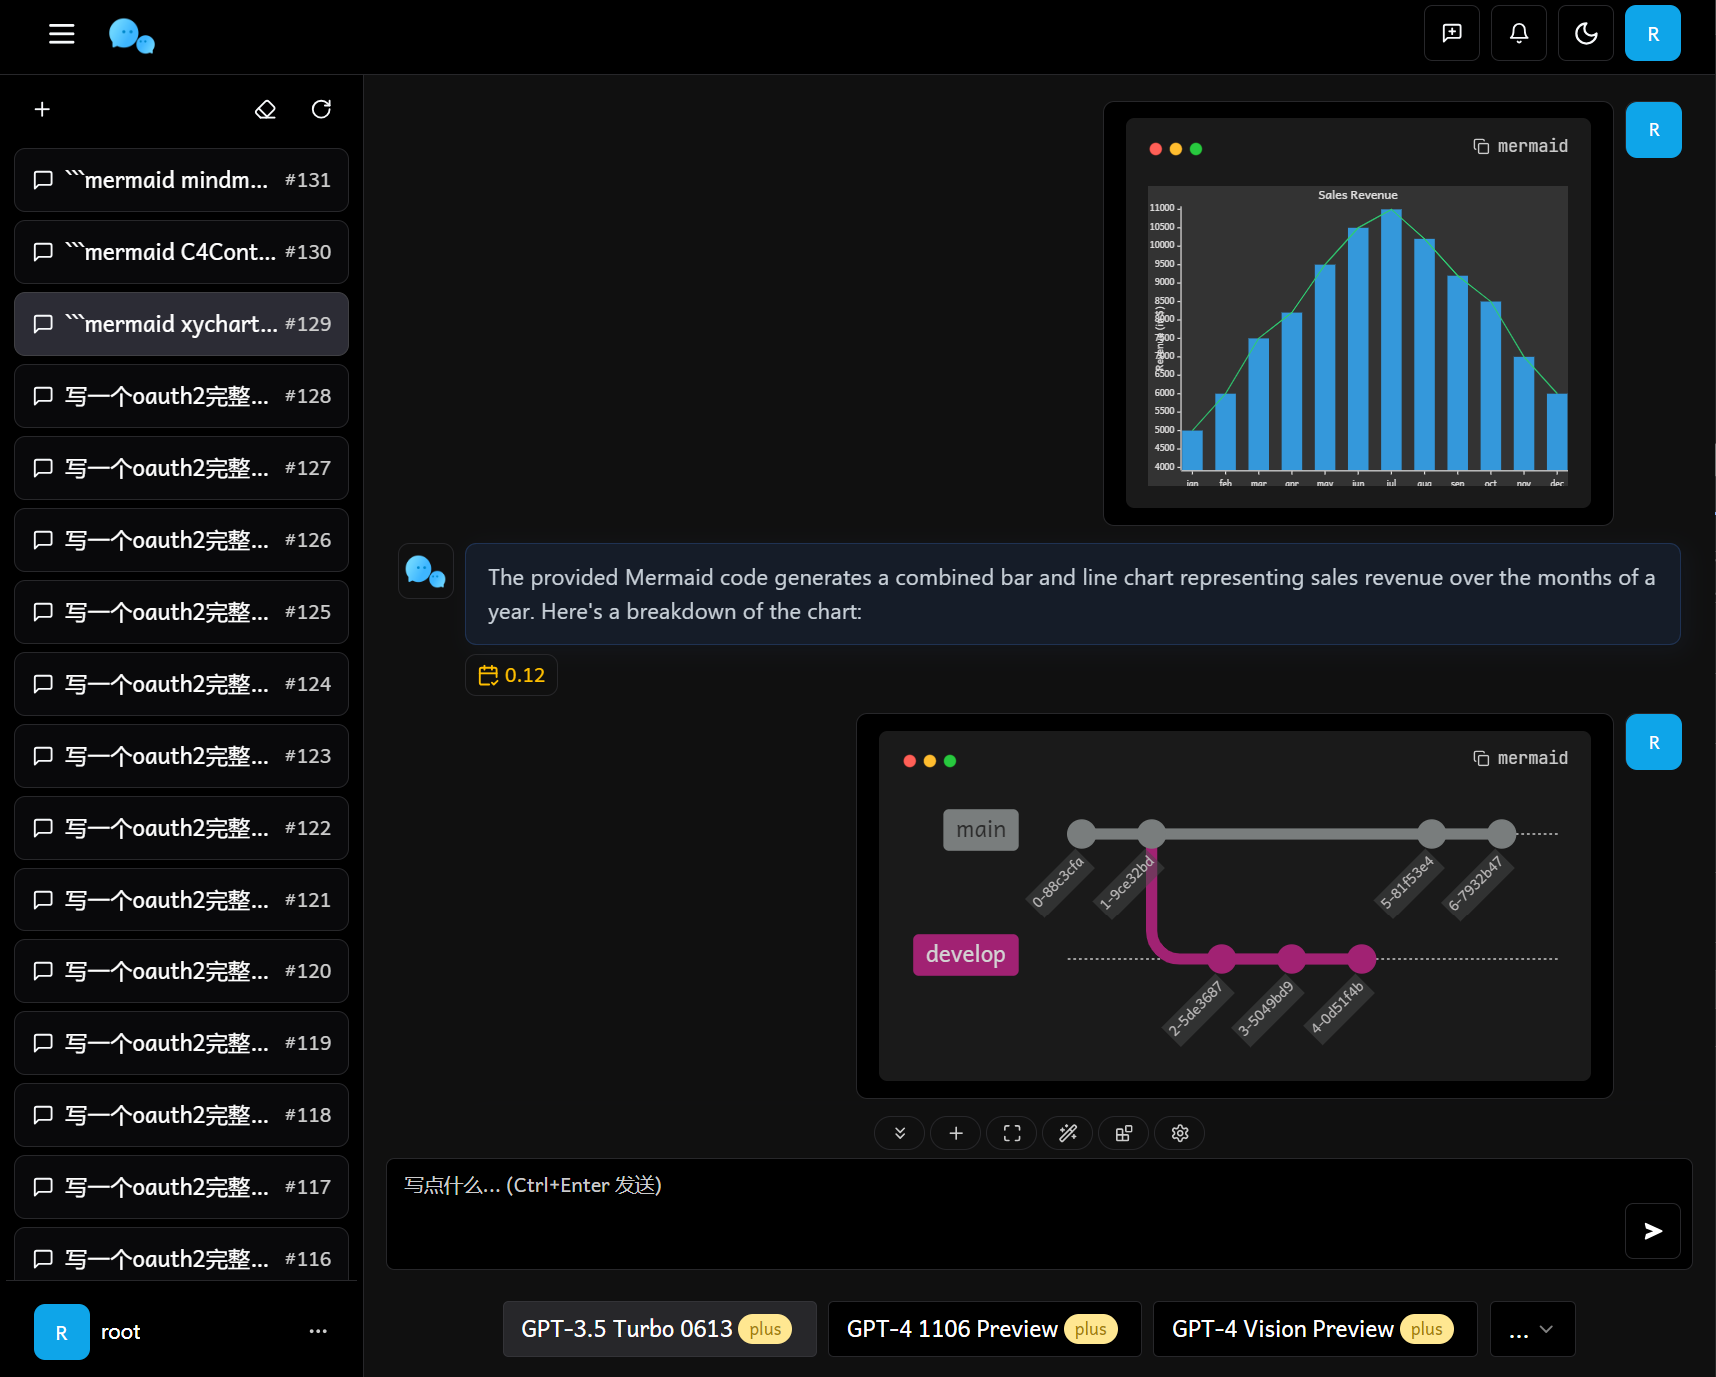 R
```mermaid mindm... #131
```mermaid C4Cont... #130
```mermaid xychart... #129
写一个oauth2完整... #128
写一个oauth2完整... #127
写一个oauth2完整... #126
写一个oauth2完整... #125
写一个oauth2完整... #124
写一个oauth2完整... #123
写一个oauth2完整... #122
写一个oauth2完整... #121
写一个oauth2完整... #120
写一个oauth2完整... #119
写一个oauth2完整... #118
写一个oauth2完整... #117
写一个oauth2完整... #116
R root ...
R
mermaid
Sales Revenue
11000
10500
10000
9500
9000
8500
8000
7500
7000
6500
6000
5500
5000
4500
4000
Revenue (in $)
jan feb mar apr may jun jul aug sep oct nov dec
The provided Mermaid code generates a combined bar and line chart representing sales revenue over the months of a
year. Here's a breakdown of the chart:
0.12
R
mermaid
main
0-88c3cfa
1-9ce32bd
5-81f53e4
6-7932b47
develop
2-5de3687
3-5049bd9
4-0d51f4b
写点什么... (Ctrl+Enter 发送)
GPT-3.5 Turbo 0613 plus
GPT-4 1106 Preview plus
GPT-4 Vision Preview plus
...